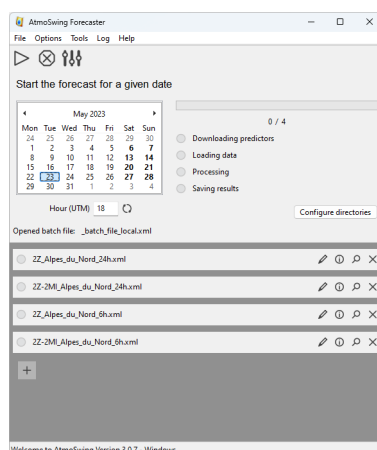 AtmoSwing Forecaster
File Options Tools Log Help
Start the forecast for a given date
May 2023
Mon Tue Wed Thu Fri Sat Sun
24 25 26 27 28 29 30
1 2 3 4 5 6 7
8 9 10 11 12 13 14
15 16 17 18 19 20 21
22 23 24 25 26 27 28
29 30 31 1 2 3 4
Hour (UTM) 18
0 / 4
Downloading predictors
Loading data
Processing
Saving results
Configure directories
Opened batch file: _batch_file_local.xml
2Z_Alpes_du_Nord_24h.xml
2Z-2MI_Alpes_du_Nord_24h.xml
2Z_Alpes_du_Nord_6h.xml
2Z-2MI_Alpes_du_Nord_6h.xml
Welcome to AtmoSwing Version 3.0.7 - Windows